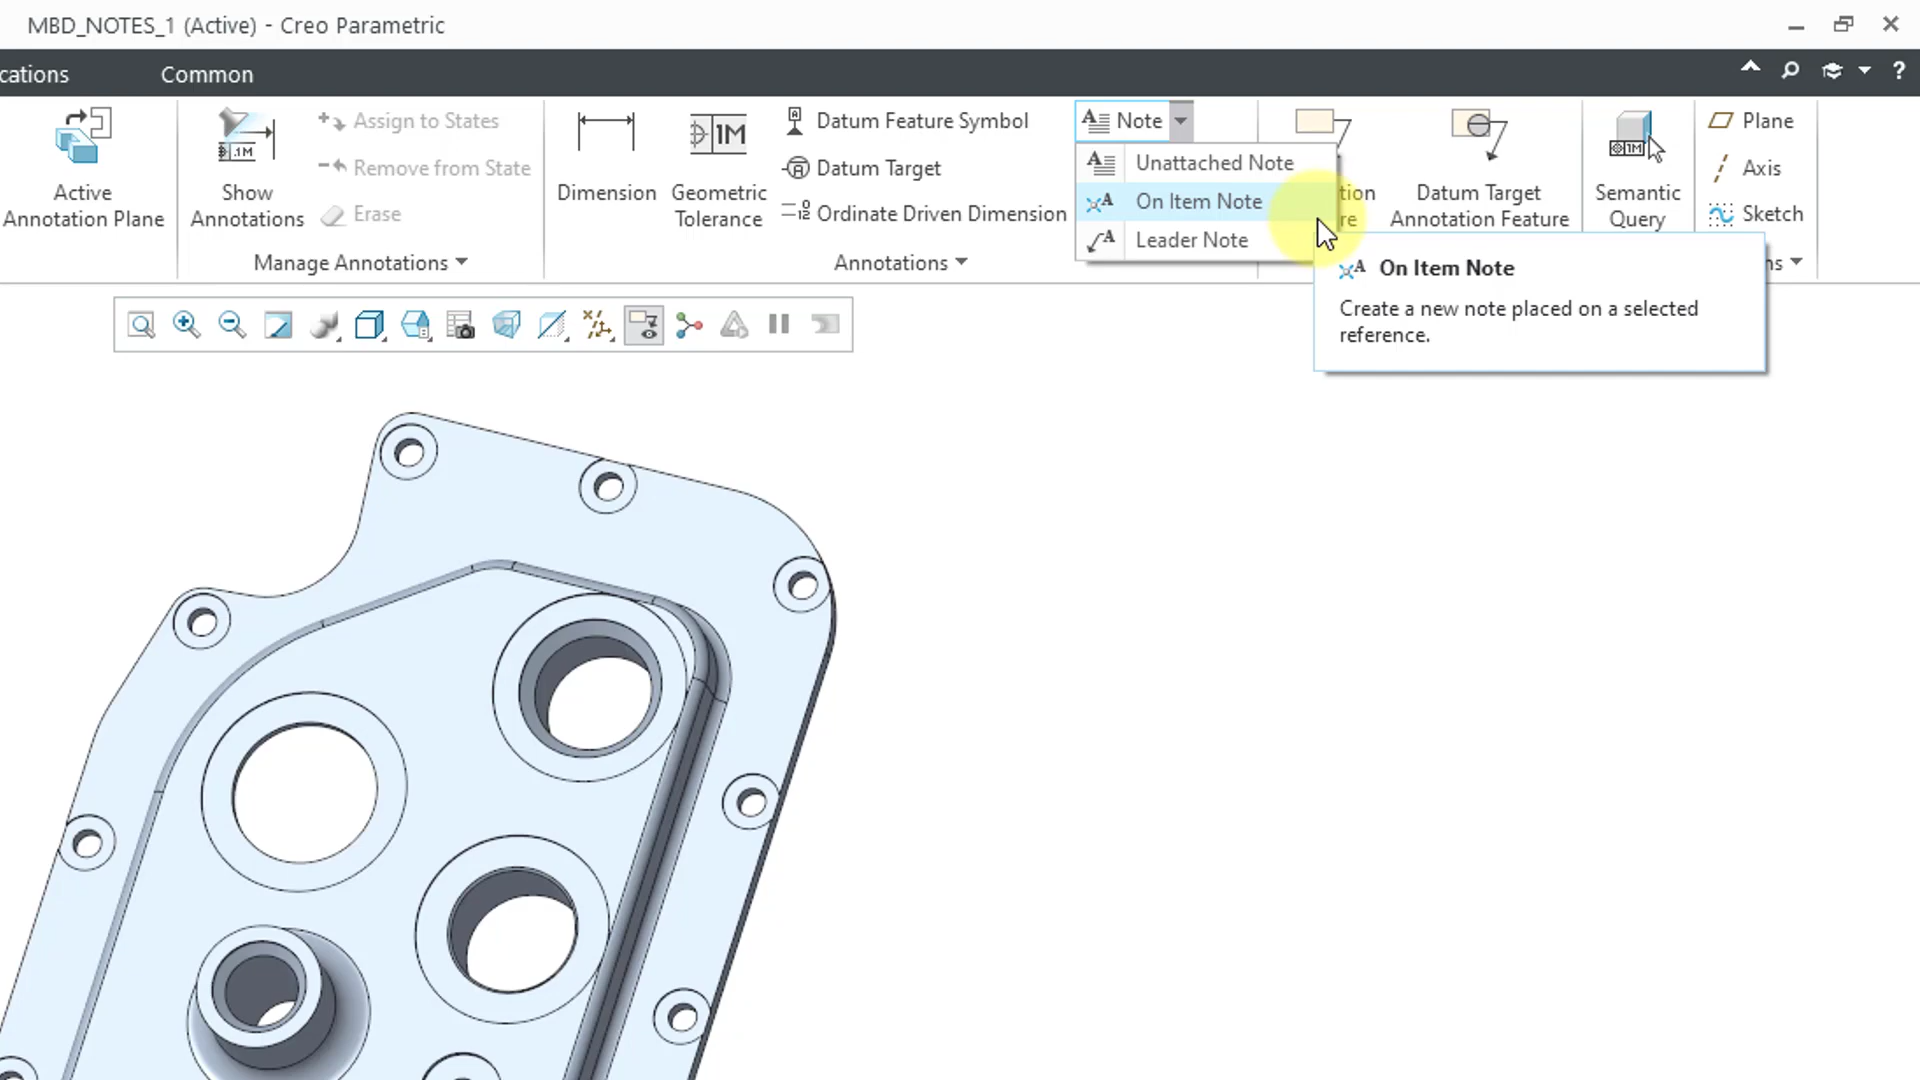 MBD_NOTES_1 (Active) - Creo Parametric
cations
Common
?
Active
Annotation Plane
.1M
Show
Annotations
Assign to States
Remove from State
Erase
Manage Annotations
Dimension
1M
Geometric
Tolerance
Datum Feature Symbol
Datum Target
Ordinate Driven Dimension
Annotations
Note
Unattached Note
On Item Note
Leader Note
tion
re
Datum Target
Annotation Feature
1M
Semantic
Query
Plane
Axis
Sketch
ns
On Item Note
Create a new note placed on a selected
reference.